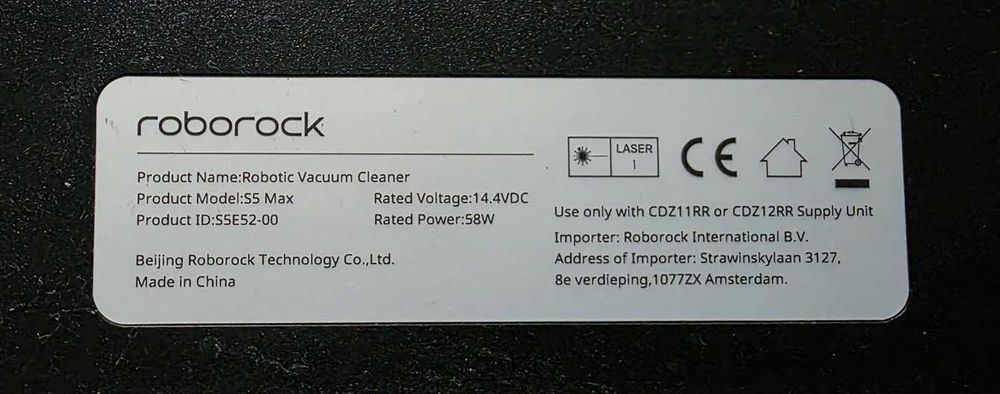 roborock
Product Name:Robotic Vacuum Cleaner
Product Model:S5 Max Rated Voltage:14.4VDC
Product ID:S5E52-00 Rated Power:58W
Beijing Roborock Technology Co.,Ltd.
Made in China
LASER
1
CE
Use only with CDZ11RR or CDZ12RR Supply Unit
Importer: Roborock International B.V.
Address of Importer: Strawinskylaan 3127,
8e verdieping,1077ZX Amsterdam.